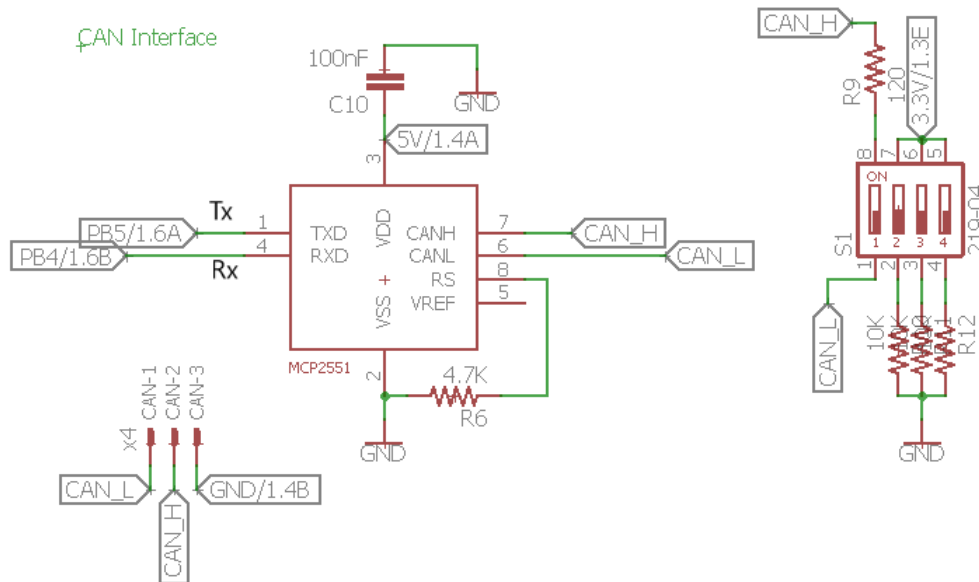 CAN Interface
100nF
C10
GND
5V/1.4A
3
Tx
PB5/1.6A
1
TXD
VDD
CANH
7
CAN_H
PB4/1.6B
4
RXD
CANL
6
CAN_L
Rx
RS
8
VSS
VREF
5
MCP2551
2
4.7K
R6
GND
x4
CAN-1
CAN-2
CAN-3
CAN_L
CAN_H
GND/1.4B
CAN_H
R9
120
3.3V/1.3E
8
7
6
5
ON
1
2
3
4
S1
219-04
1
2
3
4
CAN_L
10K
R12
GND